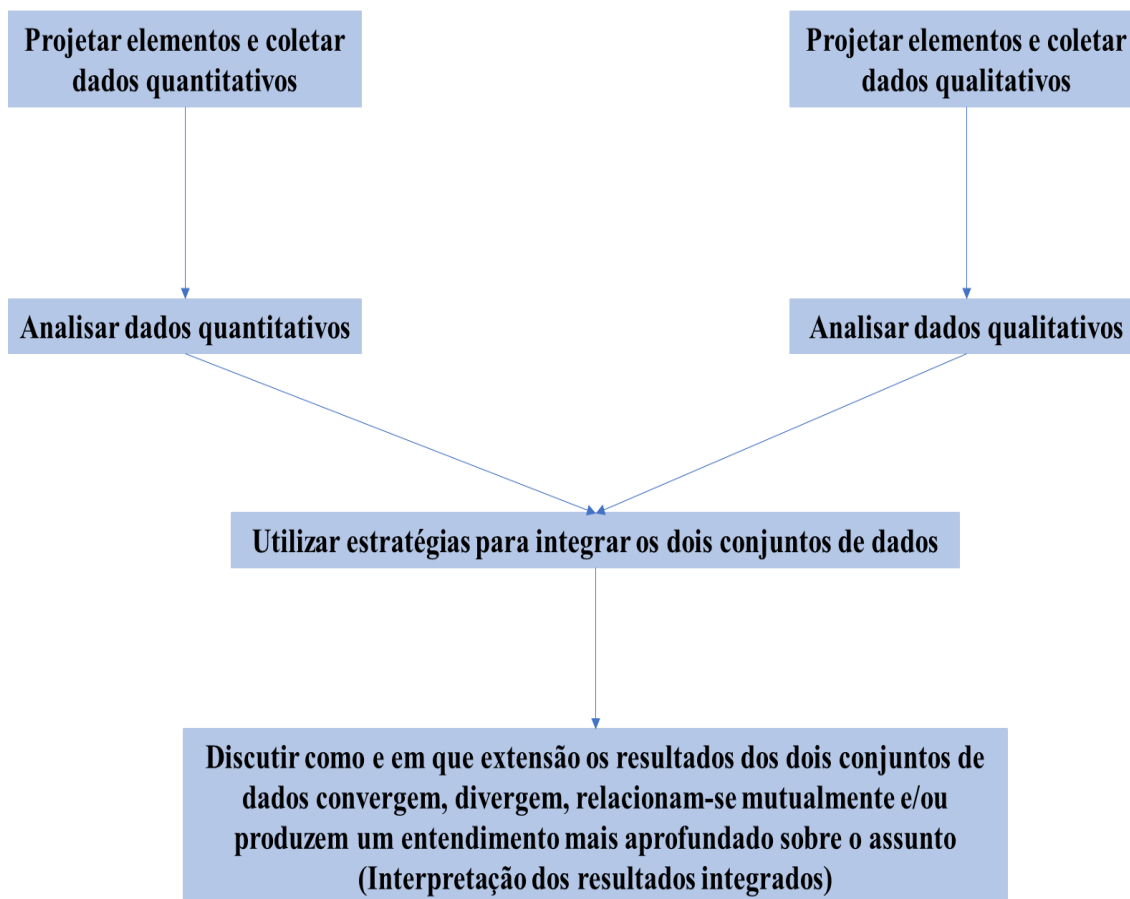 Projetar elementos e coletar
dados quantitativos
Projetar elementos e coletar
dados qualitativos
Analisar dados quantitativos
Analisar dados qualitativos
Utilizar estratégias para integrar os dois conjuntos de dados
Discutir como e em que extensão os resultados dos dois conjuntos de
dados convergem, divergem, relacionam-se mutualmente e/ou
produzem um entendimento mais aprofundado sobre o assunto
(Interpretação dos resultados integrados)